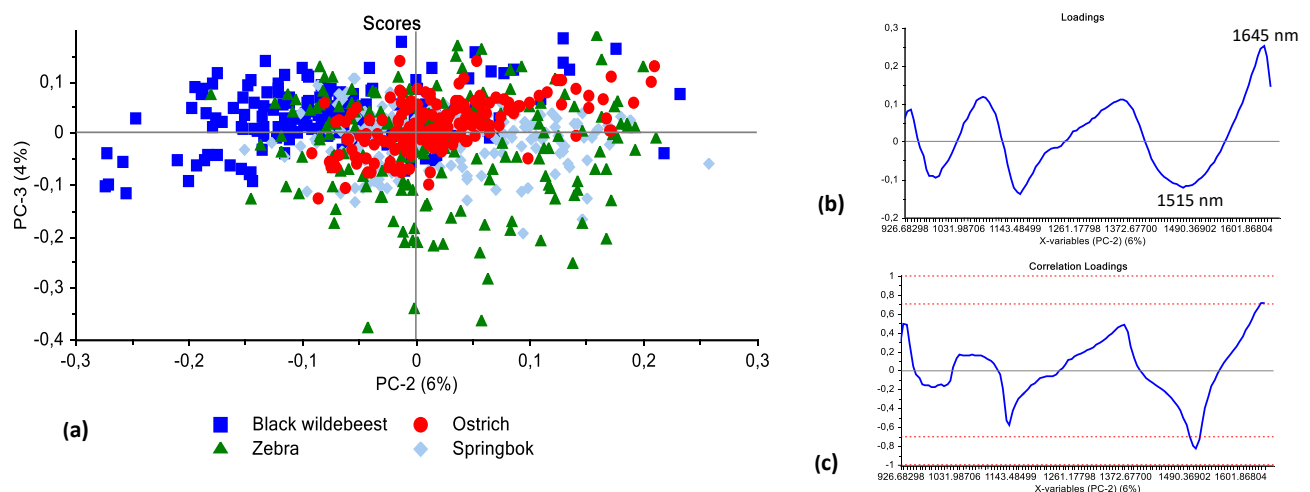 Scores
0,1
0
-0,1
-0,2
-0,3
-0,4
PC-3 (4%)
-0,3
-0,2
-0,1
0
0,1
0,2
0,3
PC-2 (6%)
(a)
Black wildebeest
Ostrich
Zebra
Springbok
Loadings
0,3
0,2
0,1
0
-0,1
-0,2
1645 nm
1515 nm
926.68298 1031.98706 1143.48499 1261.17798 1372.67700 1490.36902 1601.86804
X-variables (PC-2) (6%)
(b)
Correlation Loadings
1
0,8
0,6
0,4
0,2
0
-0,2
-0,4
-0,6
-0,8
-1
926.68298 1031.98706 1143.48499 1261.17798 1372.67700 1490.36902 1601.86804
X-variables (PC-2) (6%)
(c)